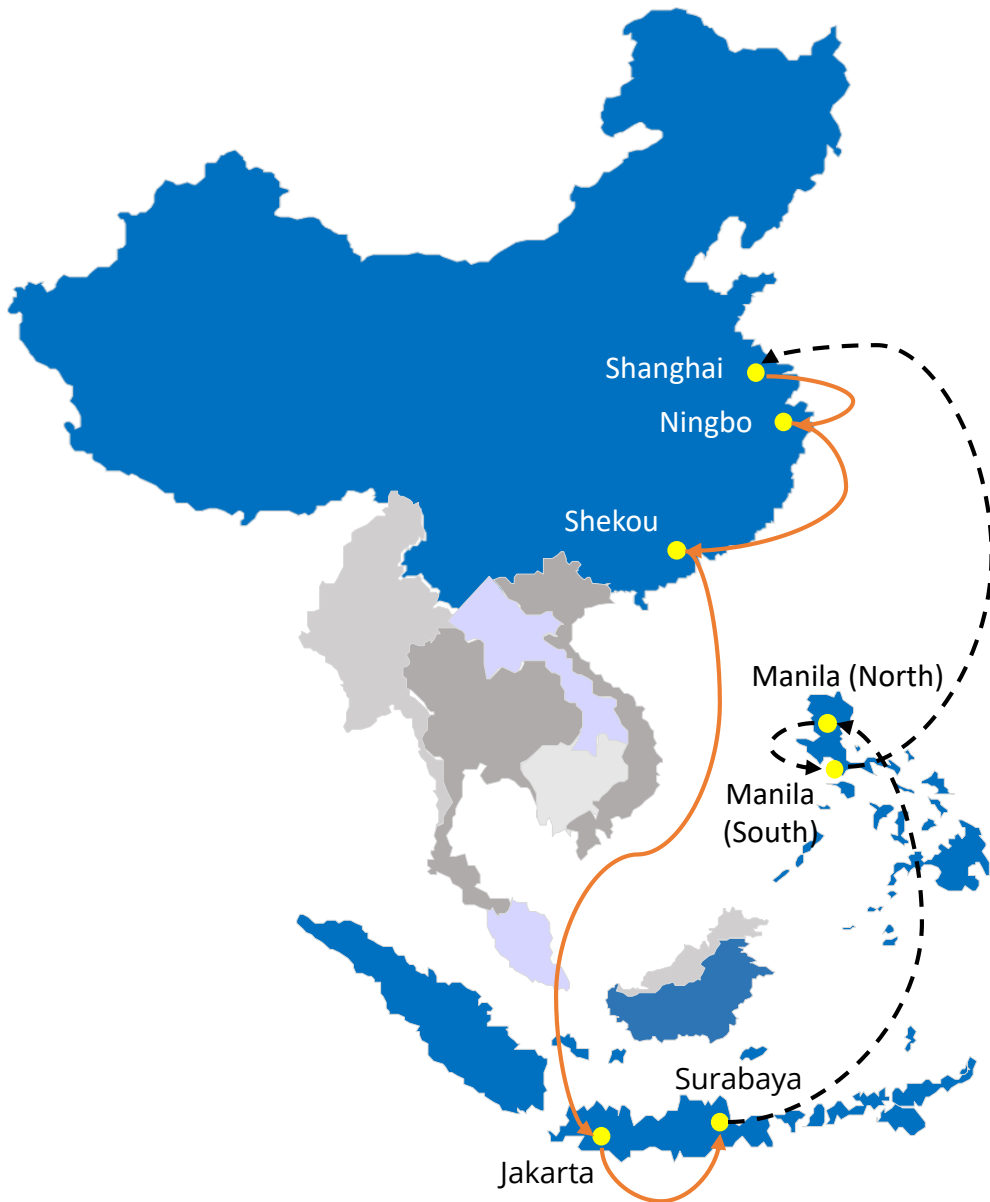 Shanghai
Ningbo
Shekou
Manila (North)
Manila
(South)
Surabaya
Jakarta